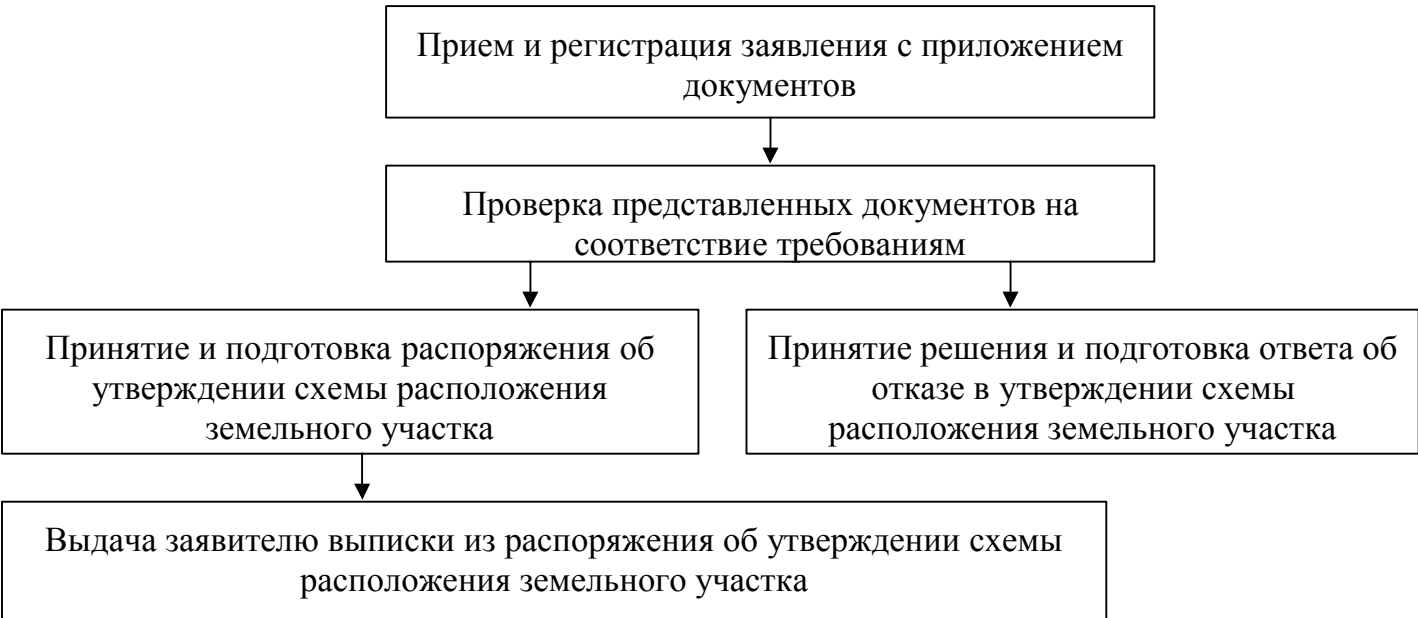 Прием и регистрация заявления с приложением
документов
Проверка представленных документов на
соответствие требованиям
Принятие и подготовка распоряжения об
утверждении схемы расположения
земельного участка
Принятие решения и подготовка ответа об
отказе в утверждении схемы
расположения земельного участка
Выдача заявителю выписки из распоряжения об утверждении схемы
расположения земельного участка